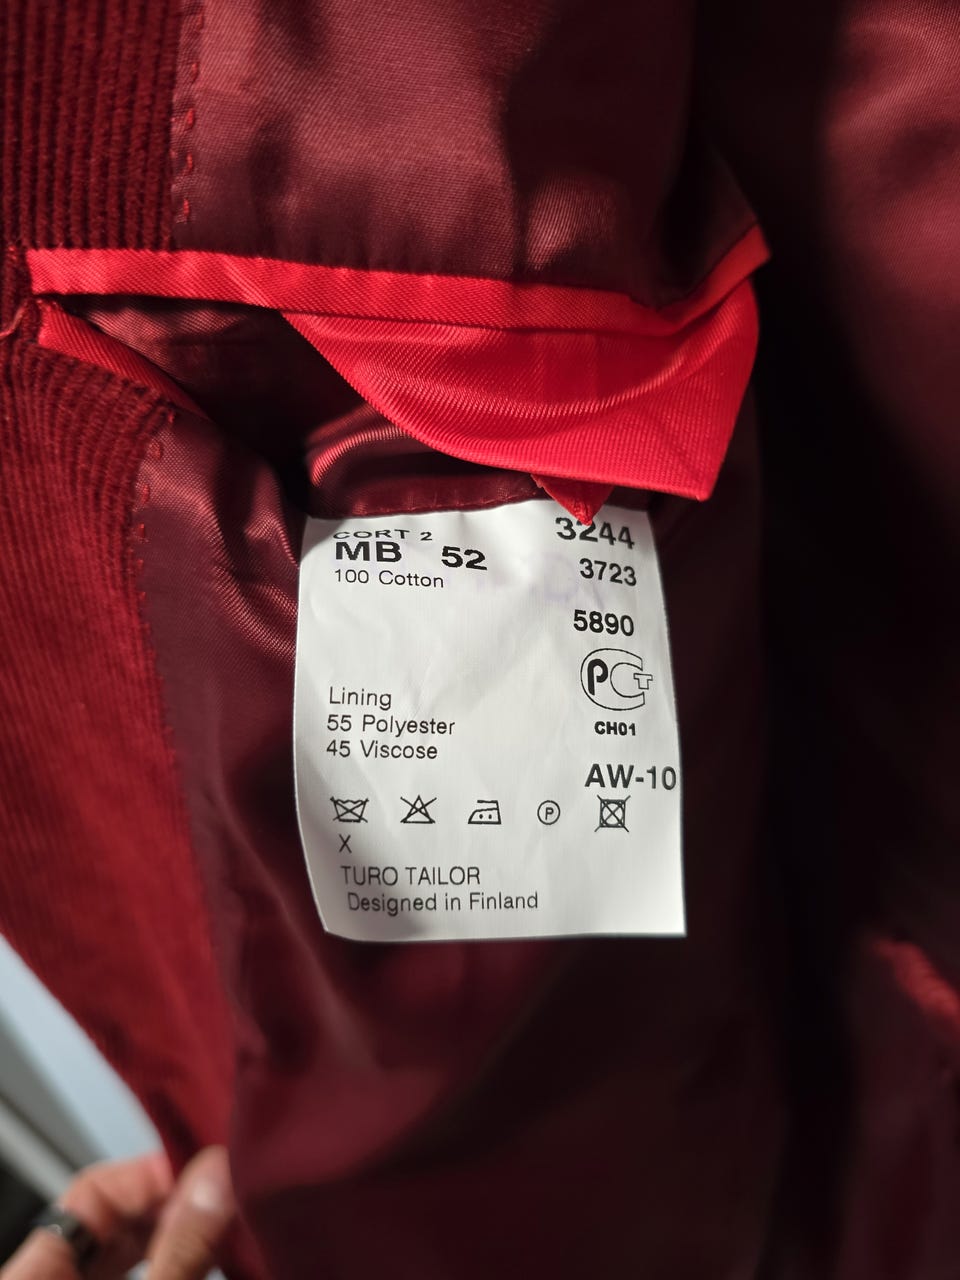 CORT 2
3244
MB 52
3723
100 Cotton
5890
PCT
CH01
Lining
55 Polyester
45 Viscose
AW-10
P
X
TURO TAILOR
Designed in Finland